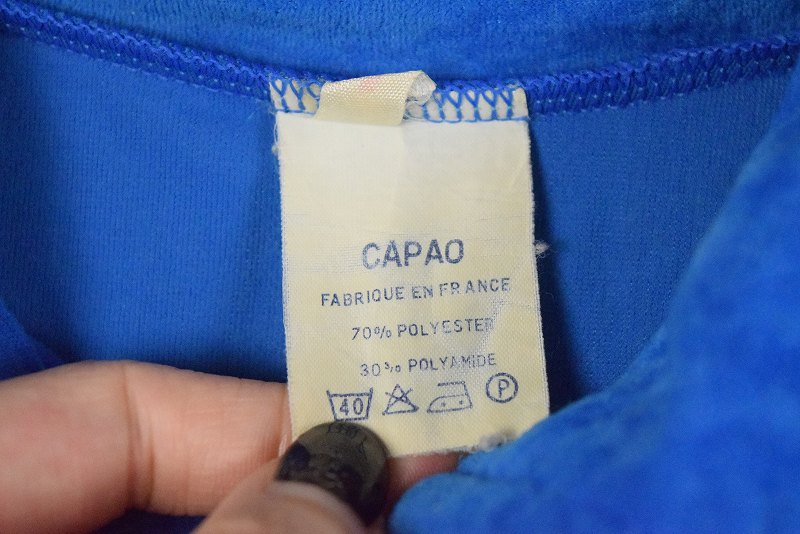 CAPAO
FABRIQUE EN FRANCE
70% POLYESTER
30% POLYAMIDE
40 P